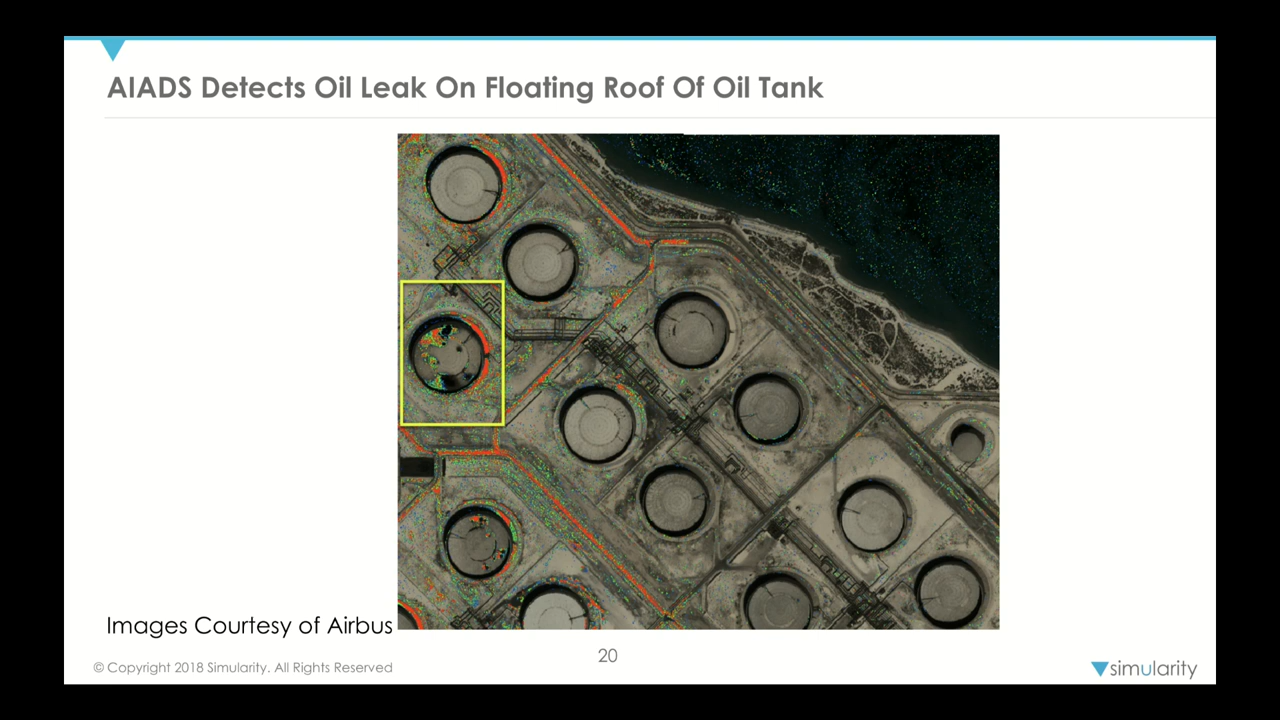 AIADS Detects Oil Leak On Floating Roof Of Oil Tank
Images Courtesy of Airbus
© Copyright 2018 Simularity. All Rights Reserved
20
simularity